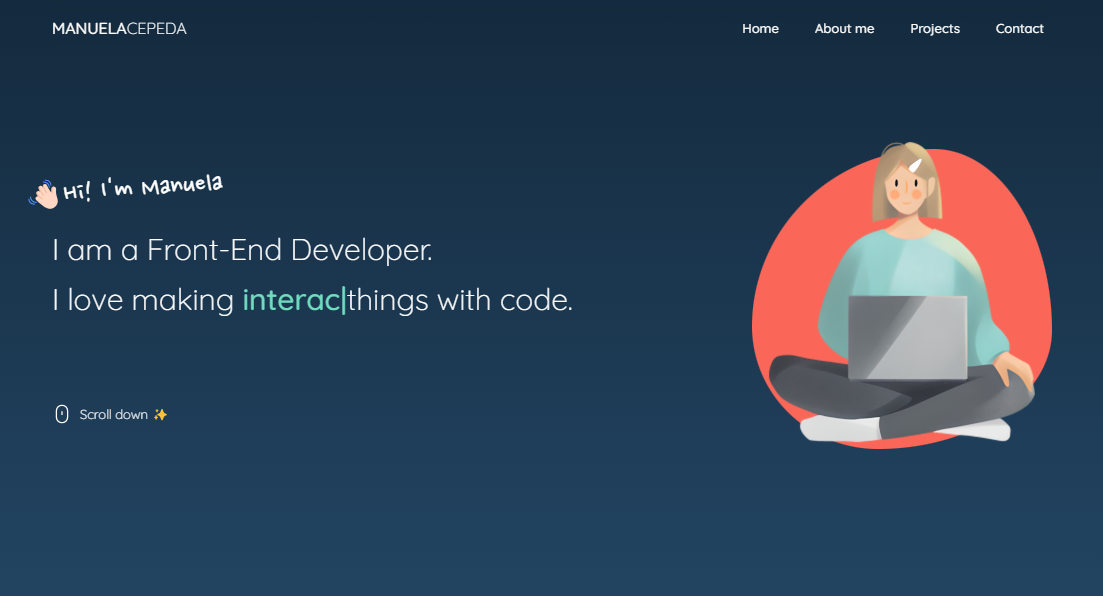 MANUELACEPEDA
Home About me Projects Contact
Hi! I'm Manuela
I am a Front-End Developer.
I love making interac|things with code.
Scroll down ✨